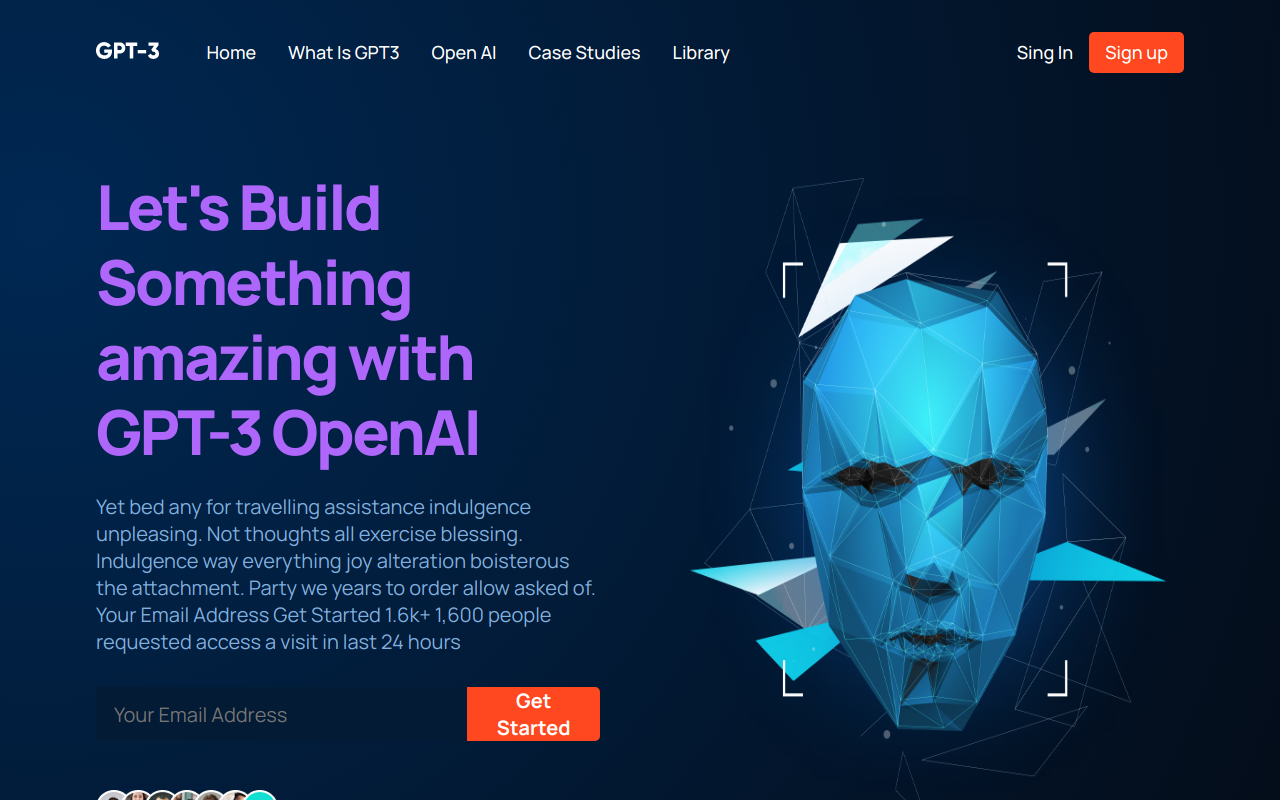 GPT-3 Home What Is GPT3 Open AI Case Studies Library Sing In Sign up
Let's Build
Something
amazing with
GPT-3 OpenAI
Yet bed any for travelling assistance indulgence
unpleasing. Not thoughts all exercise blessing.
Indulgence way everything joy alteration boisterous
the attachment. Party we years to order allow asked of.
Your Email Address Get Started 1.6k+ 1,600 people
requested access a visit in last 24 hours
Your Email Address
Get
Started